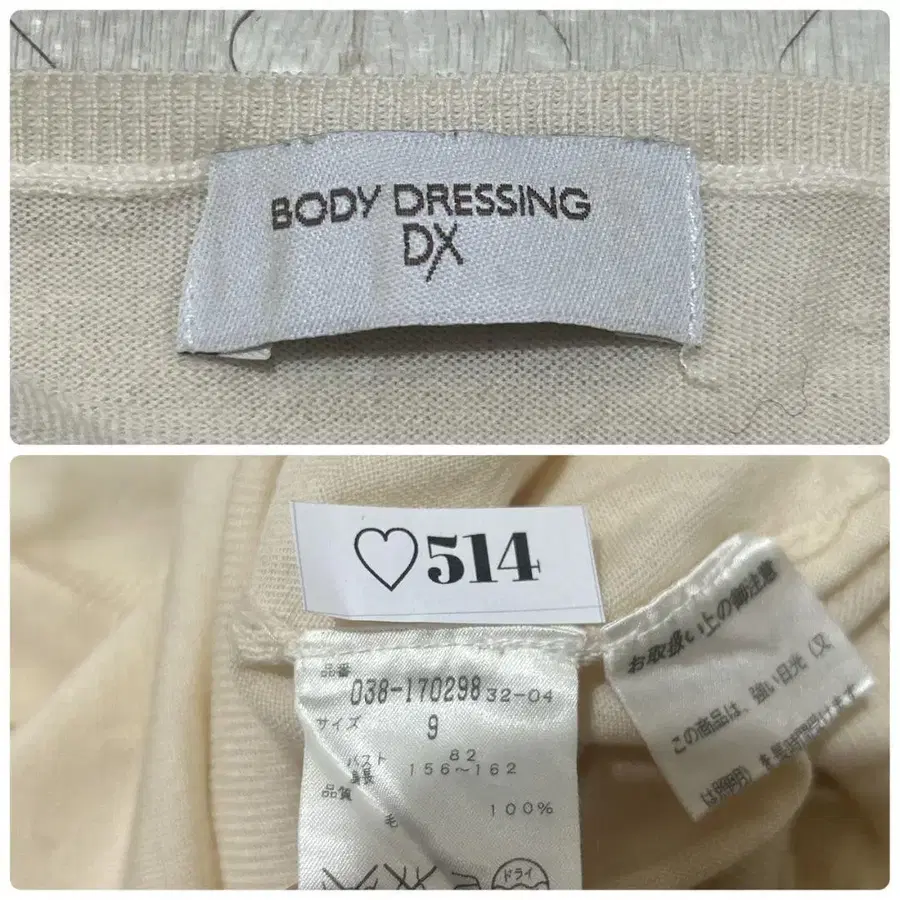 BODY DRESSING
DX
♡514
品番
038-170298 32-04
サイズ
9
バスト 82
身長 156～162
品質
毛 100%
ドライ
お取扱い上の御注意
この商品は、強い日光(又
は照明)を長時間時間けます